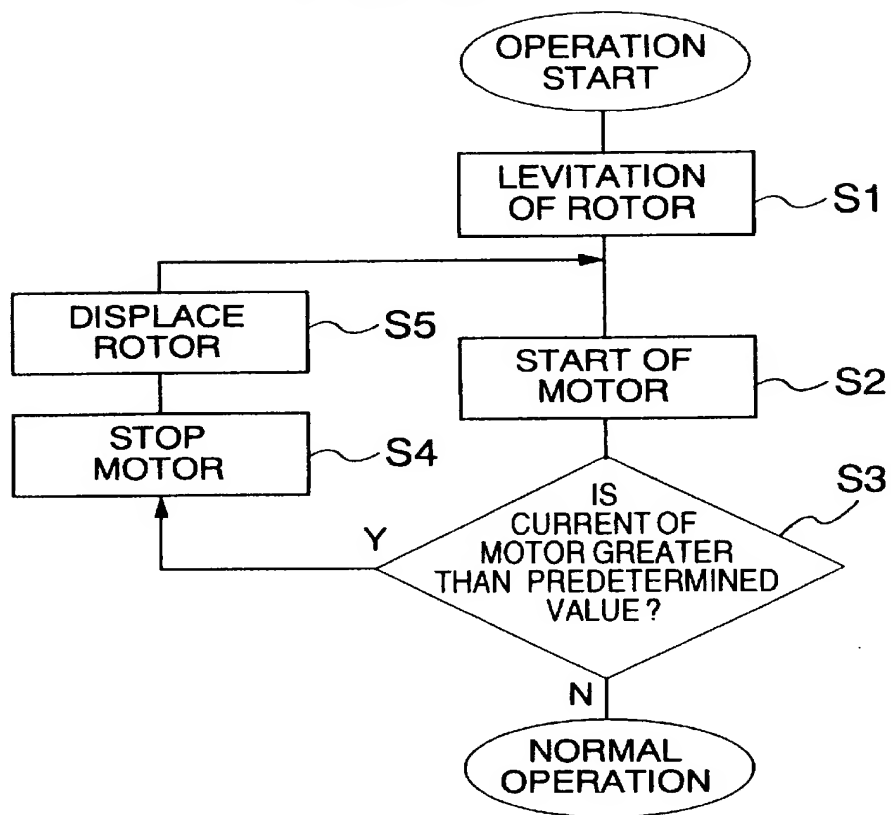 OPERATION
START
LEVITATION
OF ROTOR
S1
DISPLACE
ROTOR
S5
START OF
MOTOR
S2
STOP
MOTOR
S4
IS
CURRENT OF
MOTOR GREATER
THAN PREDETERMINED
VALUE?
S3
Y
N
NORMAL
OPERATION